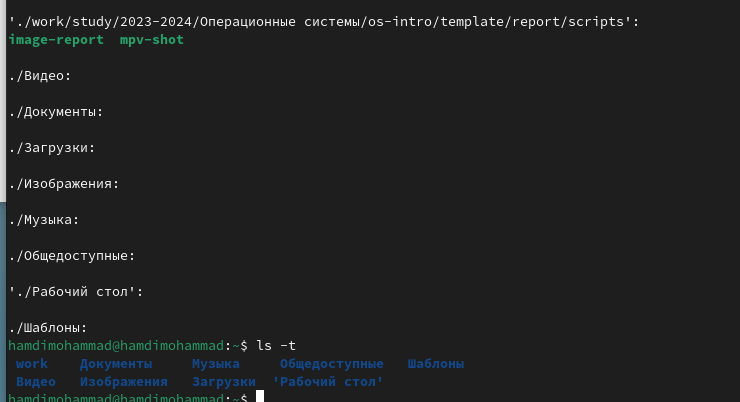 './work/study/2023-2024/Операционные системы/os-intro/template/report/scripts':
image-report  mpv-shot
./Видео:
./Документы:
./Загрузки:
./Изображения:
./Музыка:
./Общедоступные:
'./Рабочий стол':
./Шаблоны:
hamdimohammad@hamdimohammad:~$ ls -t
work    Документы     Музыка     Общедоступные   Шаблоны
Видео   Изображения   Загрузки  'Рабочий стол'
hamdimohammad@hamdimohammad:~$